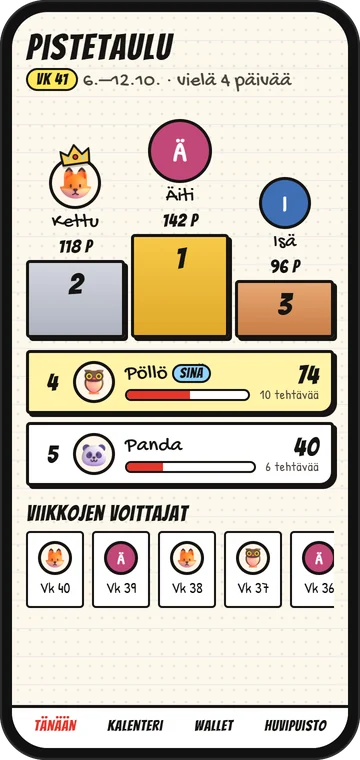 PISTETAULU
VK 41 6.–12.10. · vielä 4 päivää
Ä
Äiti
142 P
Kettu
118 P
I
Isä
96 P
2
1
3
4 Pöllö SINÄ 74
10 tehtävää
5 Panda 40
6 tehtävää
VIIKKOJEN VOITTAJAT
Ä Ä
Vk 40 Vk 39 Vk 38 Vk 37 Vk 36
TÄNÄÄN KALENTERI WALLET HUVIPUISTO